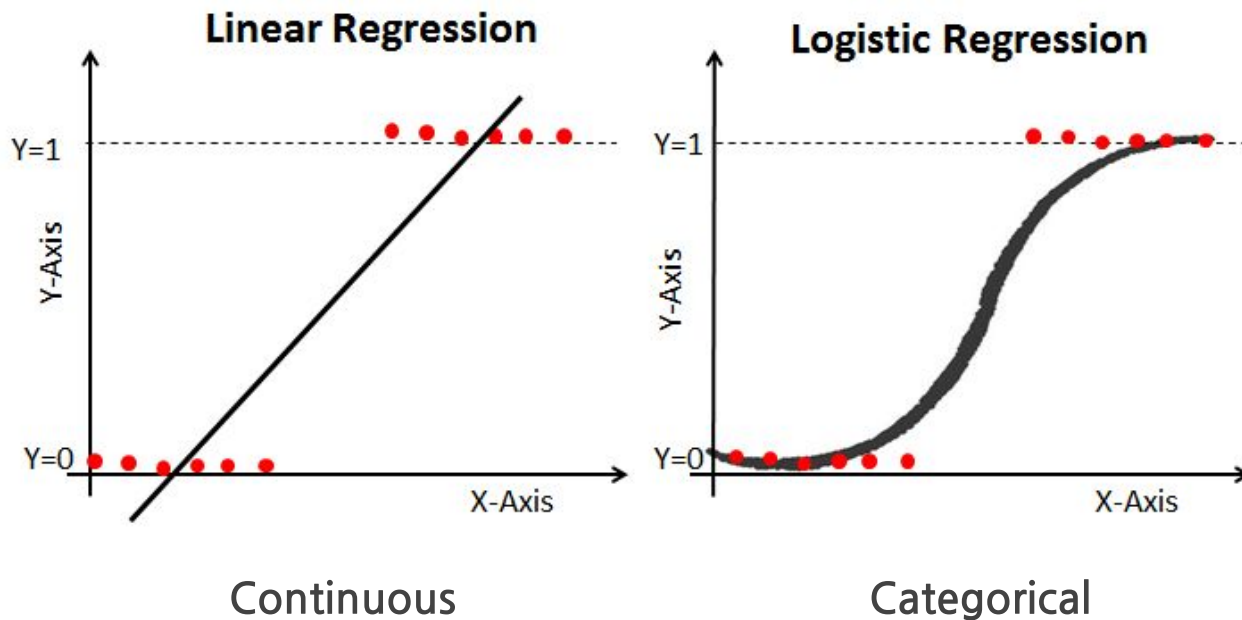 Linear Regression
Y=1
Y-Axis
Y=0
X-Axis
Continuous
Logistic Regression
Y=1
Y-Axis
Y=0
X-Axis
Categorical